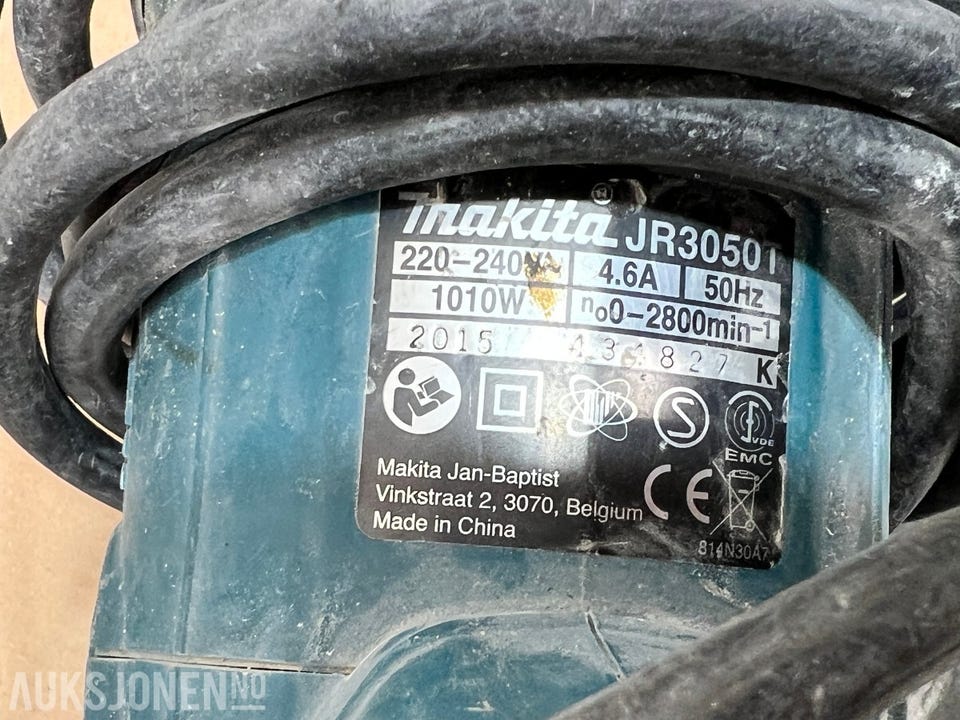 makita JR3050T
220-240V 4.6A 50Hz
1010W n₀0-2800min-1
2015 434827 K
S
VDE
EMC
Makita Jan-Baptist
Vinkstraat 2, 3070, Belgium
CE
Made in China
814N30A7
AUKSJONEN NO